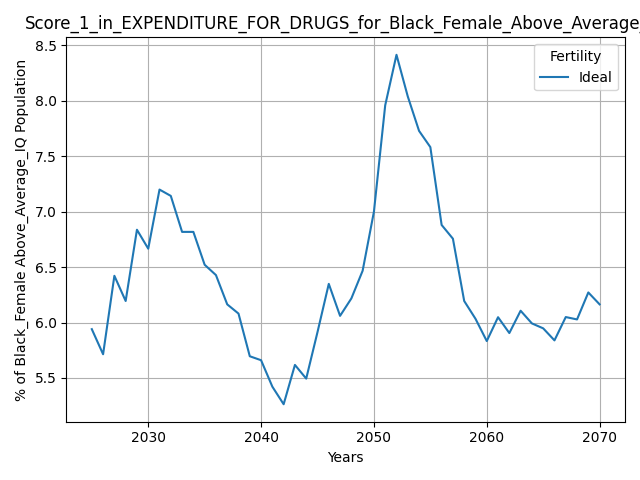 Score_1_in_EXPENDITURE_FOR_DRUGS_for_Black_Female_Above_Average_
% of Black_Female Above_Average_IQ Population
8.5
8.0
7.5
7.0
6.5
6.0
5.5
Fertility
Ideal
2030 2040 2050 2060 2070
Years